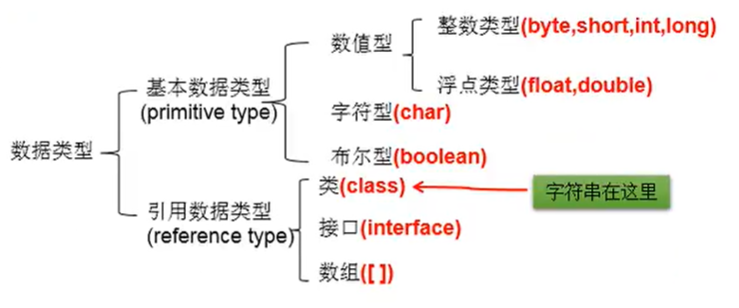 数值型
整数类型(byte,short,int,long)
浮点类型(float,double)
基本数据类型
(primitive type)
字符型(char)
布尔型(boolean)
数据类型
引用数据类型
(reference type)
类(class)
字符串在这里
接口(interface)
数组([ ])